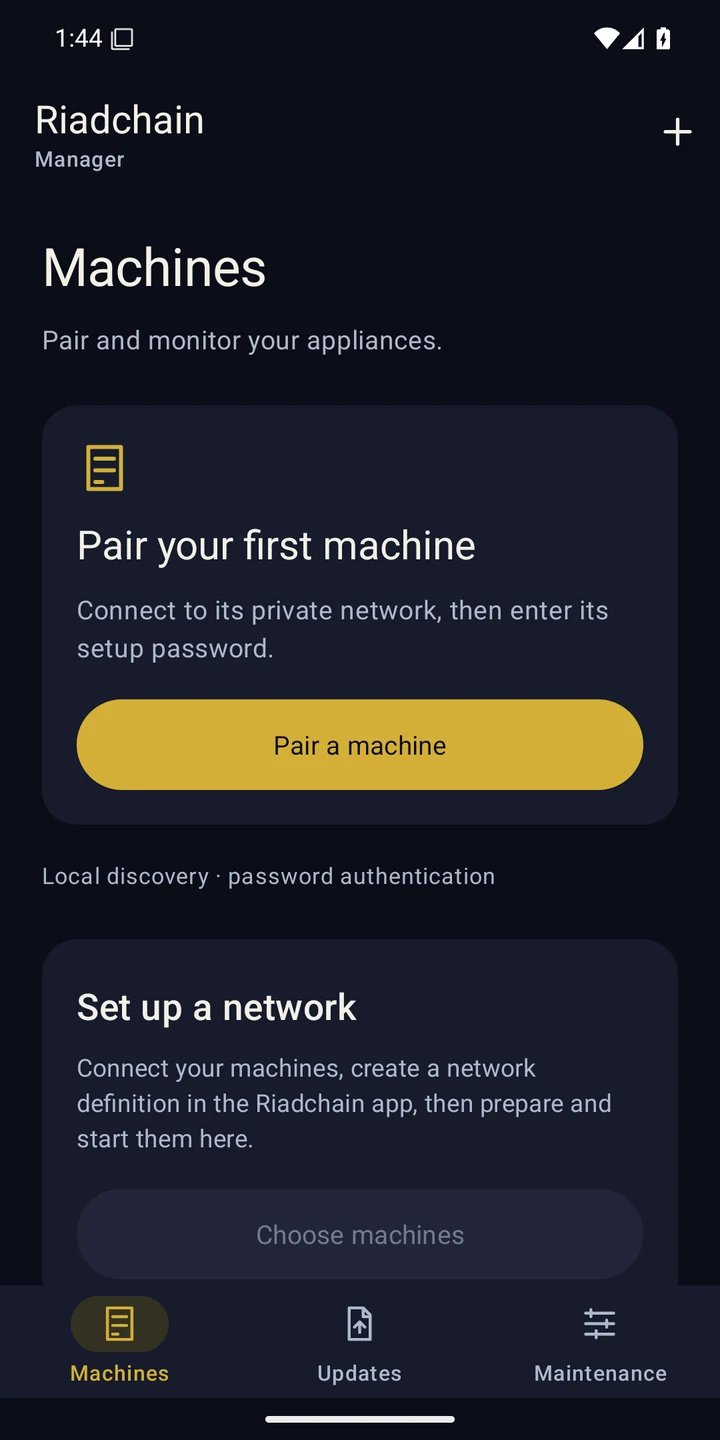 1:44
Riadchain
Manager
Machines
Pair and monitor your appliances.
Pair your first machine
Connect to its private network, then enter its
setup password.
Pair a machine
Local discovery · password authentication
Set up a network
Connect your machines, create a network
definition in the Riadchain app, then prepare and
start them here.
Choose machines
Machines
Updates
Maintenance